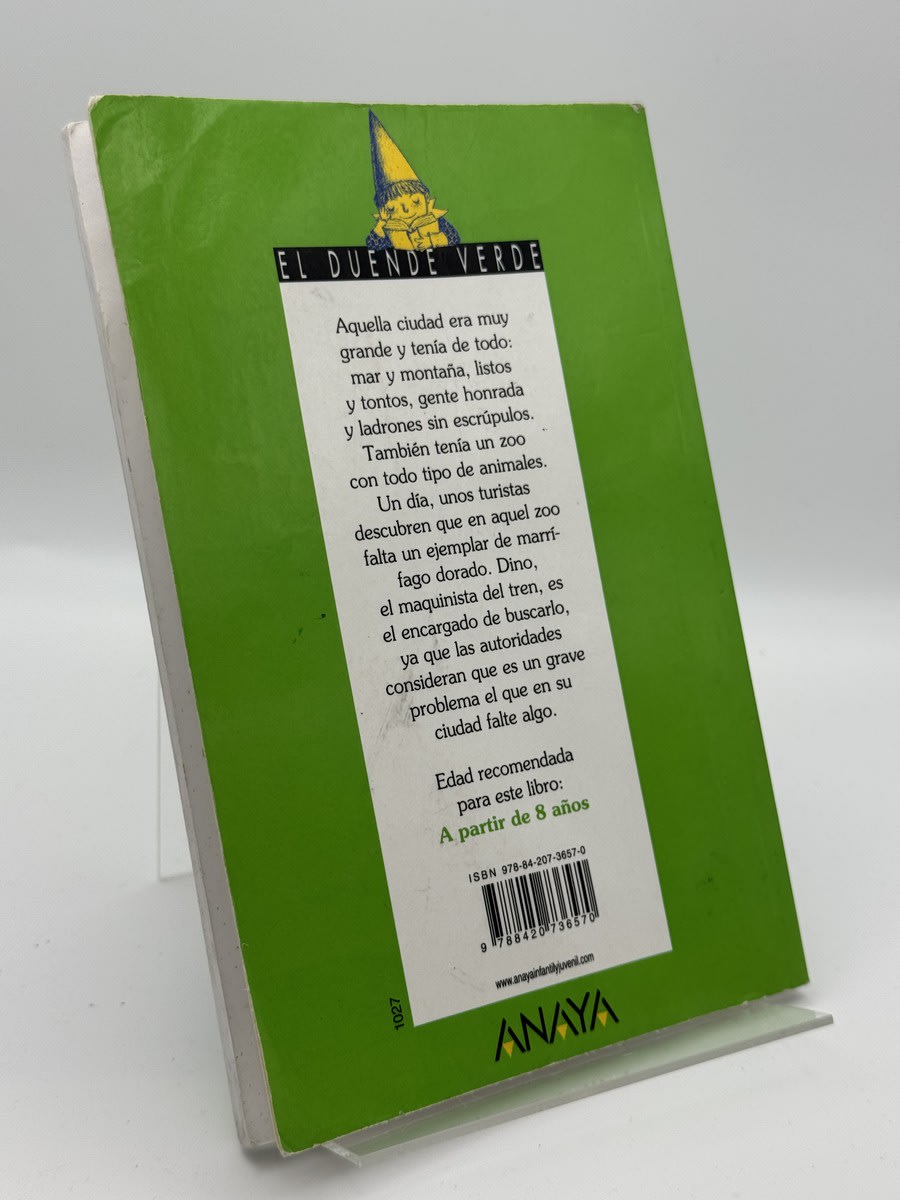 EL DUENDE VERDE
Aquella ciudad era muy
grande y tenía de todo:
mar y montaña, listos
y tontos, gente honrada
y ladrones sin escrúpulos.
También tenía un zoo
con todo tipo de animales.
Un día, unos turistas
descubren que en aquel zoo
falta un ejemplar de marrí-
fago dorado. Dino,
el maquinista del tren, es
el encargado de buscarlo,
ya que las autoridades
consideran que es un grave
problema el que en su
ciudad falte algo.
Edad recomendada
para este libro:
A partir de 8 años
ISBN 978-84-207-3657-0
9 788420 736570
www.anayainfantilyjuvenil.com
1027
ANAYA